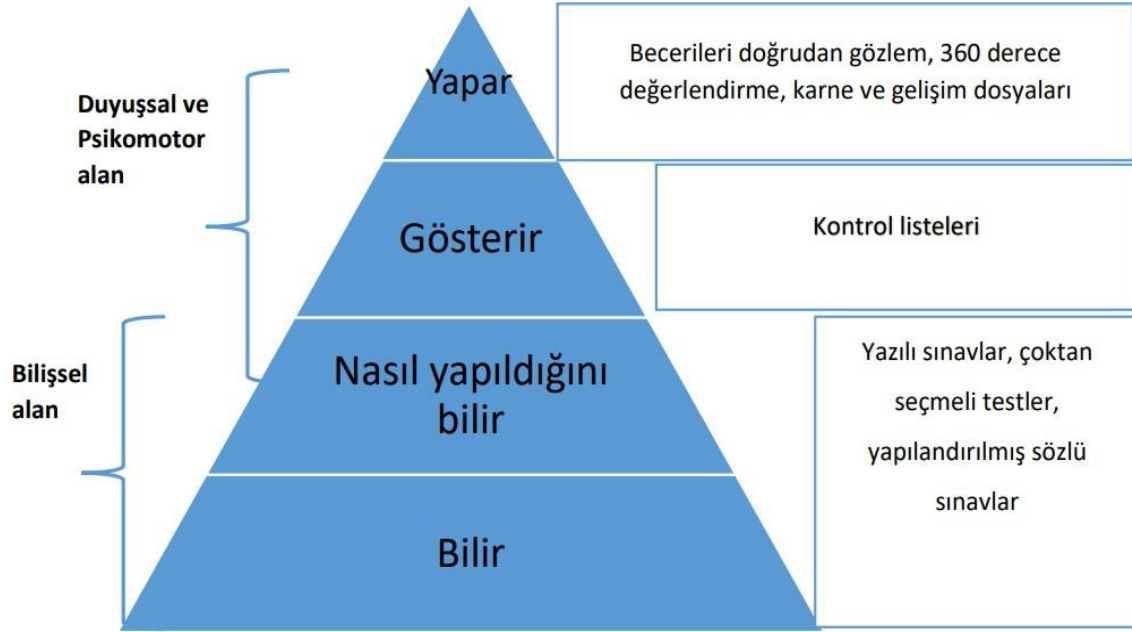 Yapar
Becerileri doğrudan gözlem, 360 derece
değerlendirme, karne ve gelişim dosyaları
Duyuşsal ve
Psikomotor
alan
Gösterir
Kontrol listeleri
Bilişsel
alan
Nasıl yapıldığını
bilir
Yazılı sınavlar, çoktan
seçmeli testler,
yapılandırılmış sözlü
sınavlar
Bilir